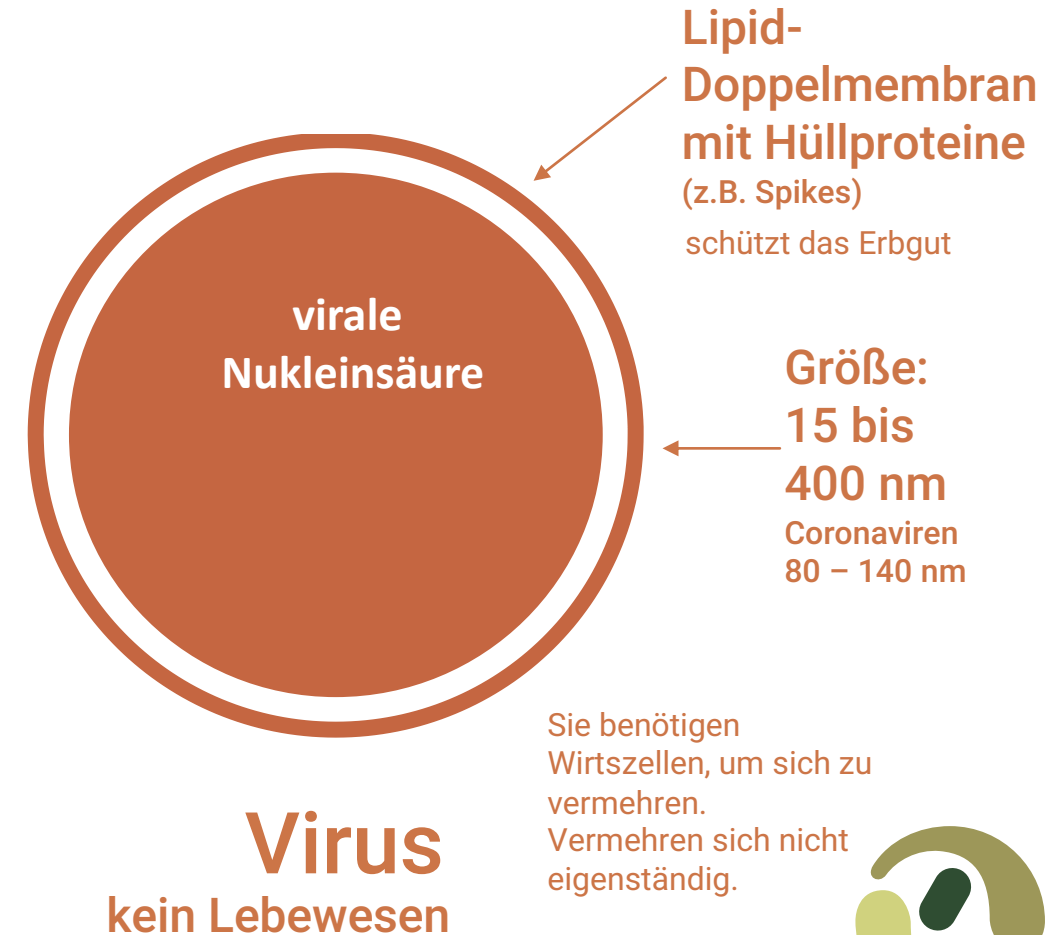 Lipid-
Doppelmembran
mit Hüllproteine
(z.B. Spikes)
schützt das Erbgut
virale
Nukleinsäure
Größe:
15 bis
400 nm
Coronaviren
80 – 140 nm
Sie benötigen
Wirtszellen, um sich zu
vermehren.
Vermehren sich nicht
eigenständig.
Virus
kein Lebewesen